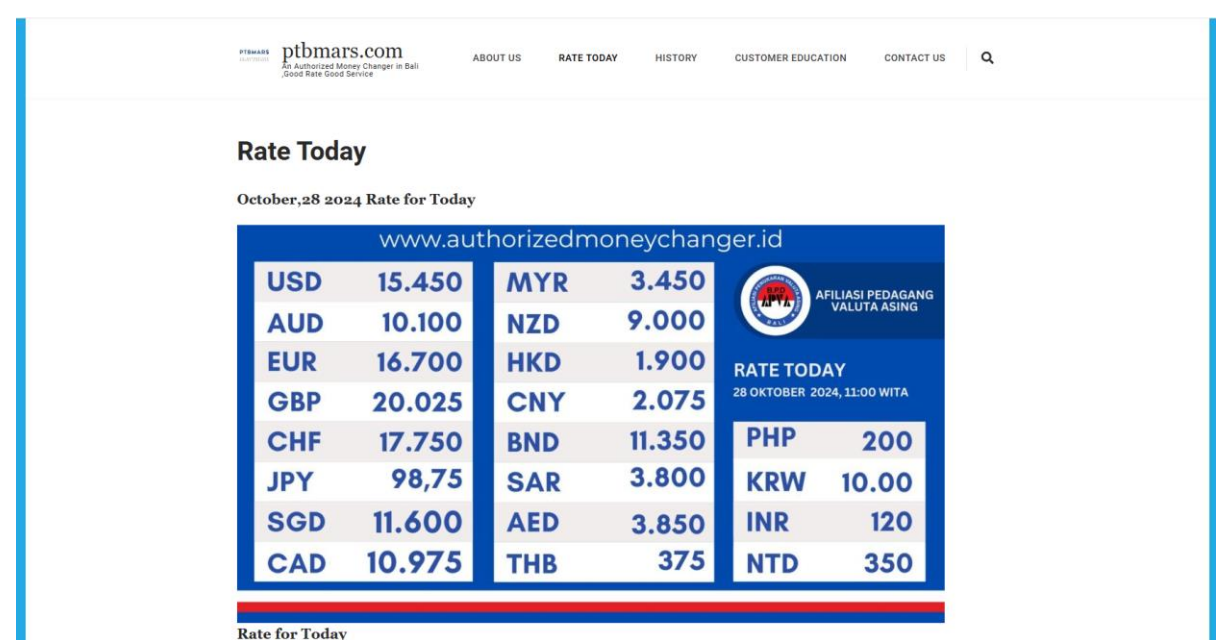 PTBMARS
ptbmars.com
An Authorized Money Changer in Bali
,Good Rate Good Service
ABOUT US
RATE TODAY
HISTORY
CUSTOMER EDUCATION
CONTACT US
Rate Today
October,28 2024 Rate for Today
www.authorizedmoneychanger.id
USD 15.450
AUD 10.100
EUR 16.700
GBP 20.025
CHF 17.750
JPY 98,75
SGD 11.600
CAD 10.975
MYR 3.450
NZD 9.000
HKD 1.900
CNY 2.075
BND 11.350
SAR 3.800
AED 3.850
THB 375
B.P.D
APVA
BALI
AFILIASI PEDAGANG
VALUTA ASING
RATE TODAY
28 OKTOBER 2024, 11:00 WITA
PHP 200
KRW 10.00
INR 120
NTD 350
Rate for Today